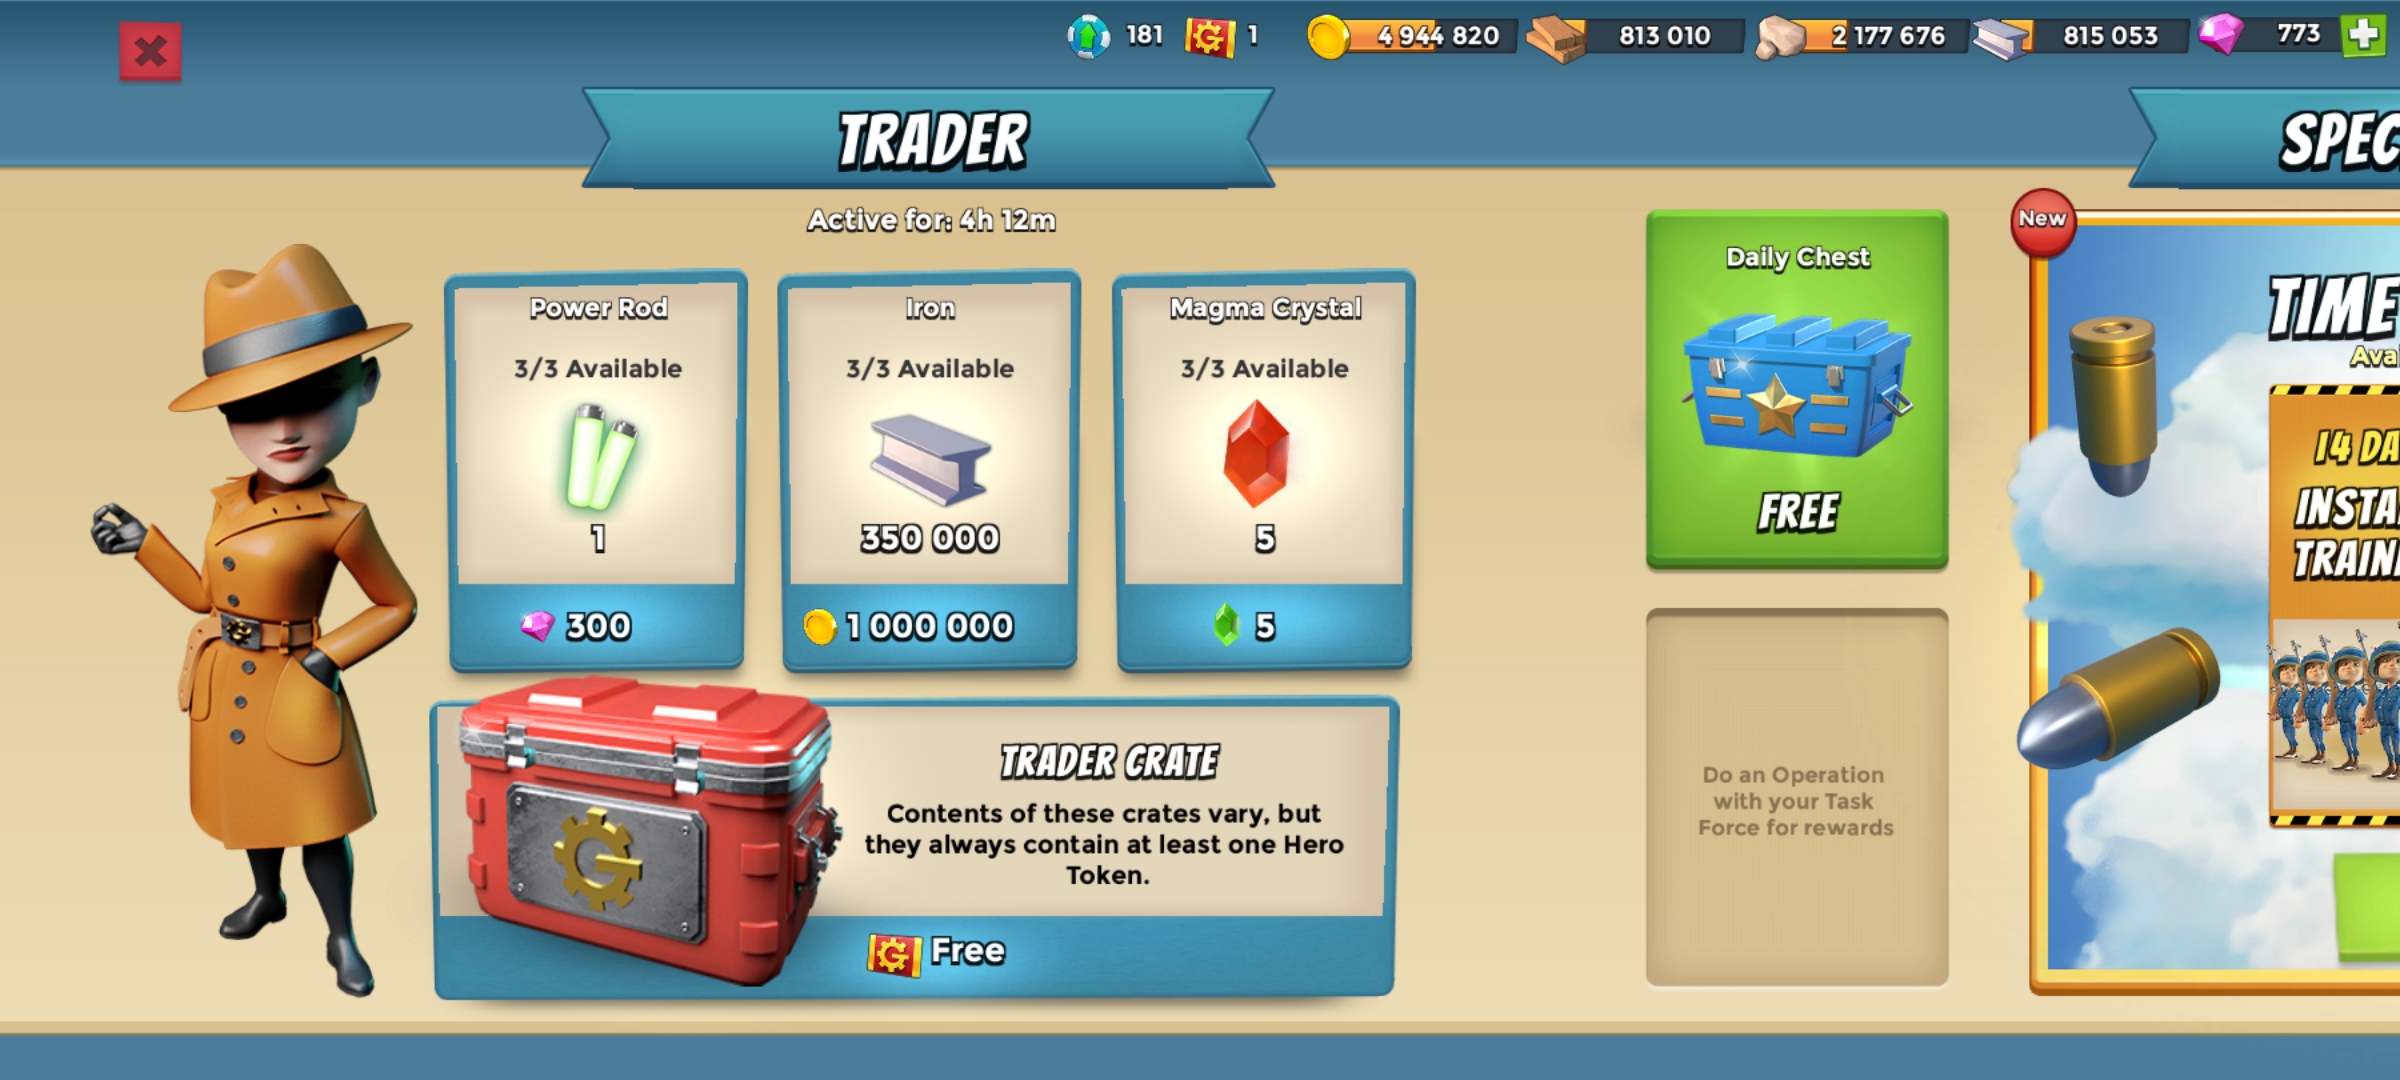 181
1
4 944 820
813 010
2 177 676
815 053
773
TRADER
Active for: 4h 12m
Power Rod
3/3 Available
1
300
Iron
3/3 Available
350 000
1 000 000
Magma Crystal
3/3 Available
5
5
TRADER CRATE
Contents of these crates vary, but
they always contain at least one Hero
Token.
G
G
Free
Daily Chest
FREE
Do an Operation
with your Task
Force for rewards
New
TIME
14